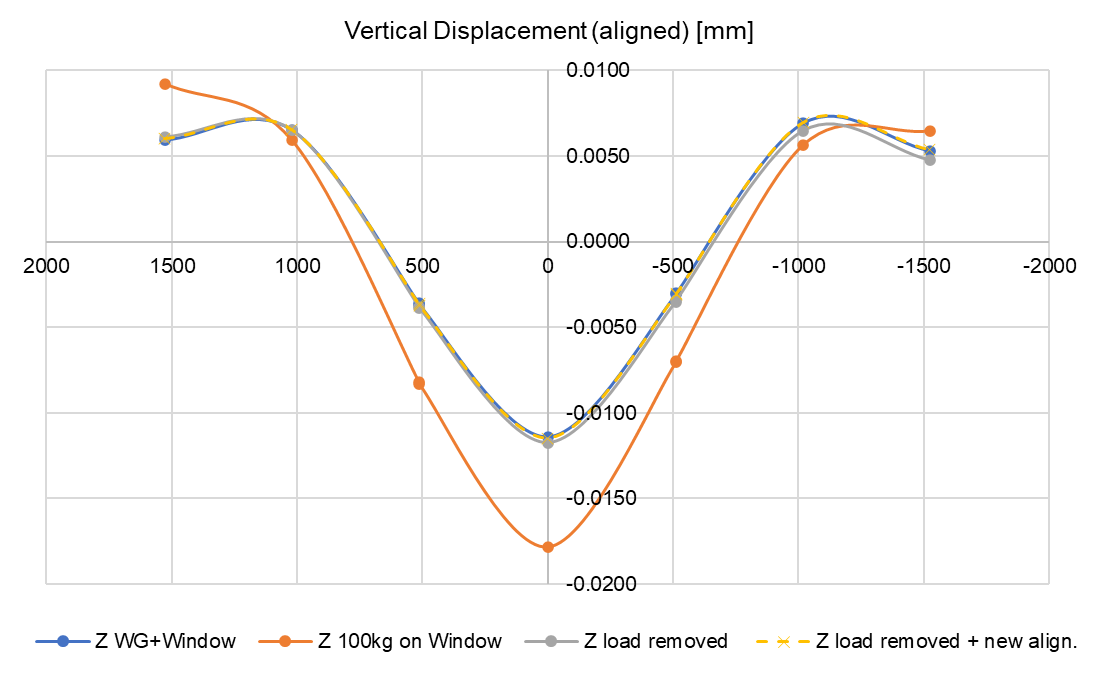 Vertical Displacement (aligned) [mm]
0.0100
0.0050
0.0000
2000 1500 1000 500 0 -500 -1000 -1500 -2000
-0.0050
-0.0100
-0.0150
-0.0200
Z WG+Window Z 100kg on Window Z load removed Z load removed + new align.